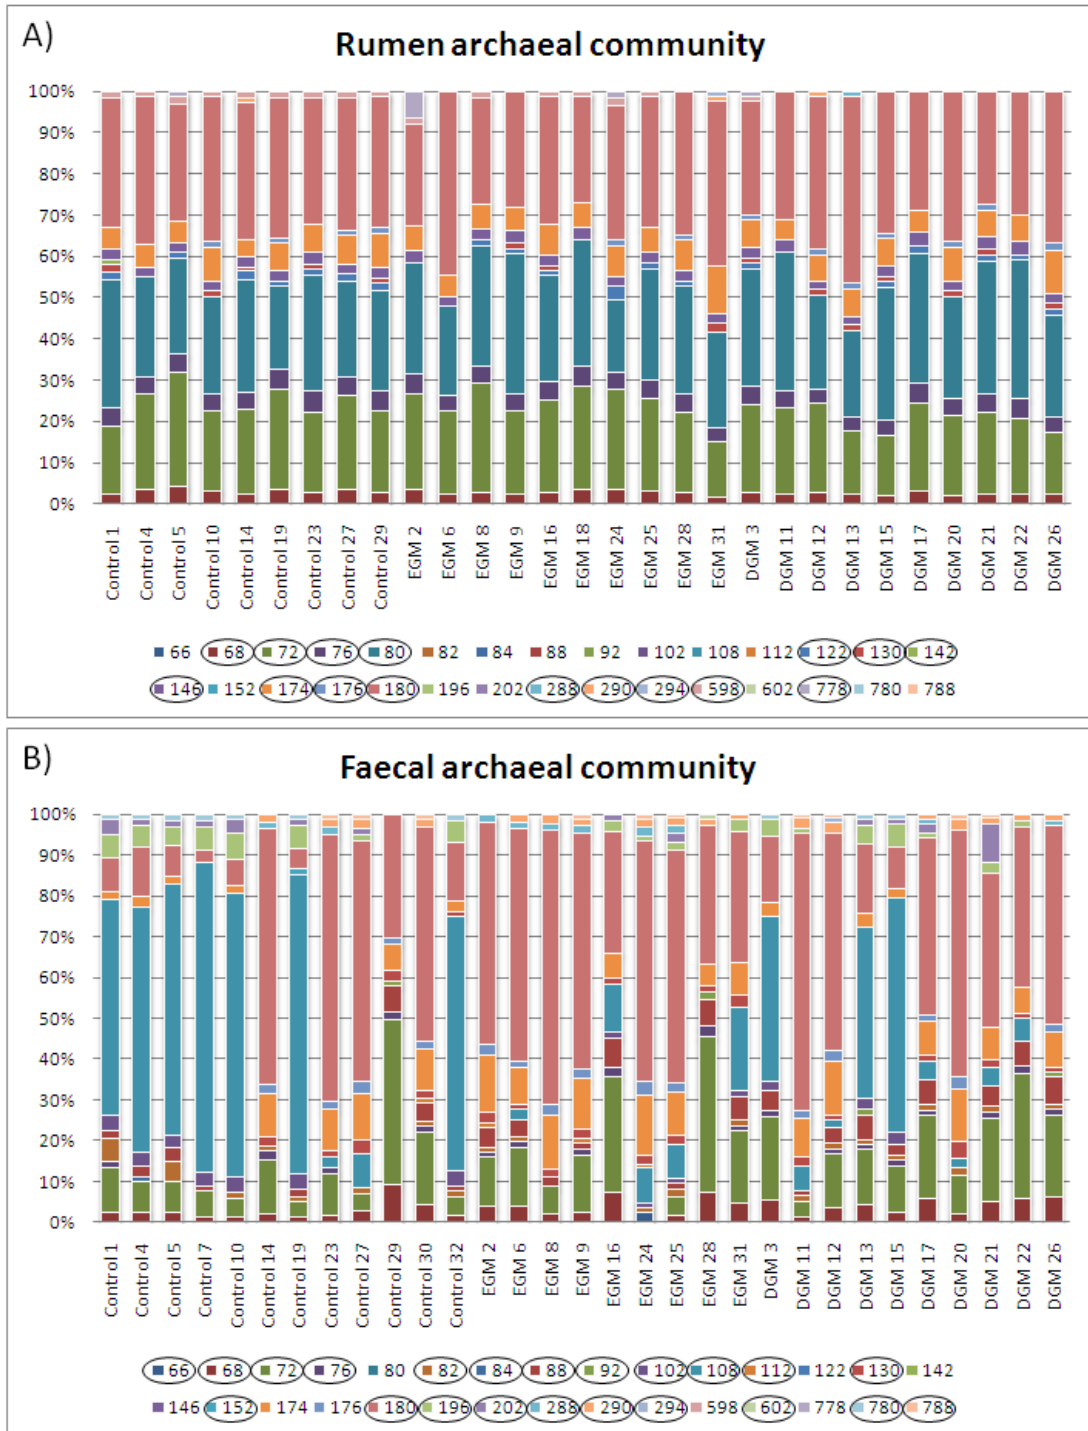 A)
Rumen archaeal community
100%
90%
80%
70%
60%
50%
40%
30%
20%
10%
0%
Control 1
Control 4
Control 5
Control 10
Control 14
Control 19
Control 23
Control 27
Control 29
EGM 2
EGM 6
EGM 8
EGM 9
EGM 16
EGM 18
EGM 24
EGM 25
EGM 28
EGM 31
DGM 3
DGM 11
DGM 12
DGM 13
DGM 15
DGM 17
DGM 20
DGM 21
DGM 22
DGM 26
66 68 72 76 80 82 84 88 92 102 108 112 122 130 142
146 152 174 176 180 196 202 288 290 294 598 602 778 780 788
B)
Faecal archaeal community
100%
90%
80%
70%
60%
50%
40%
30%
20%
10%
0%
Control 1
Control 4
Control 5
Control 7
Control 10
Control 14
Control 19
Control 23
Control 27
Control 29
Control 30
Control 32
EGM 2
EGM 6
EGM 8
EGM 9
EGM 16
EGM 24
EGM 25
EGM 28
EGM 31
DGM 3
DGM 11
DGM 12
DGM 13
DGM 15
DGM 17
DGM 20
DGM 21
DGM 22
DGM 26
66 68 72 76 80 82 84 88 92 102 108 112 122 130 142
146 152 174 176 180 196 202 288 290 294 598 602 778 780 788